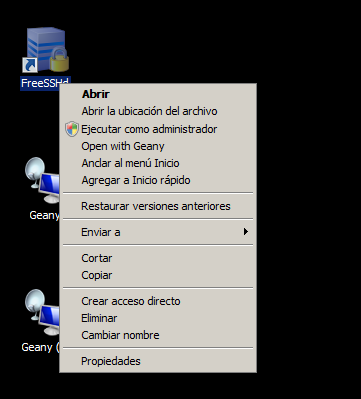 FreeSSHd
Abrir
Abrir la ubicación del archivo
Ejecutar como administrador
Open with Geany
Anclar al menú Inicio
Agregar a Inicio rápido
Restaurar versiones anteriores
Geany
Enviar a
Cortar
Copiar
Crear acceso directo
Eliminar
Cambiar nombre
Geany (
Propiedades